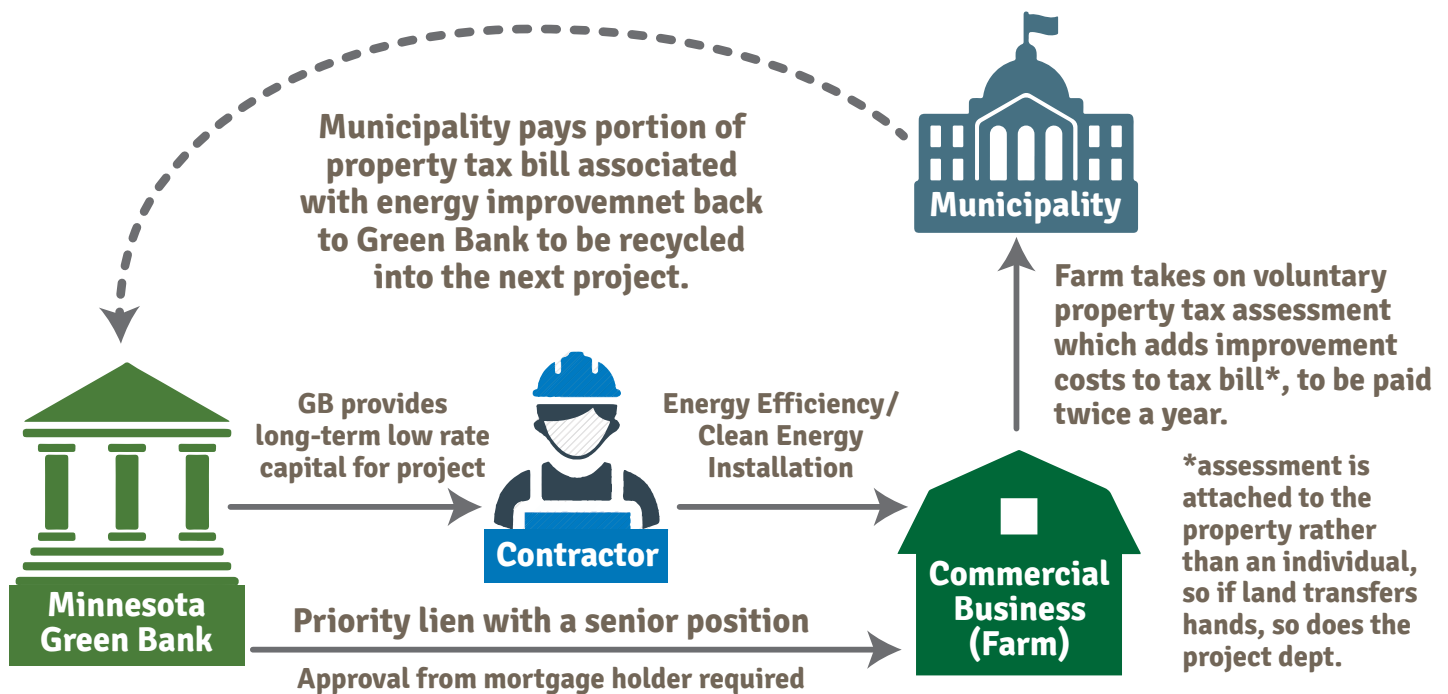 Municipality pays portion of
property tax bill associated
with energy improvemnet back
to Green Bank to be recycled
into the next project.
Municipality
Farm takes on voluntary
property tax assessment
which adds improvement
costs to tax bill*, to be paid
twice a year.
GB provides
long-term low rate
capital for project
Energy Efficiency/
Clean Energy
Installation
*assessment is
attached to the
property rather
than an individual,
so if land transfers
hands, so does the
project dept.
Contractor
Commercial
Business
(Farm)
Minnesota
Green Bank
Priority lien with a senior position
Approval from mortgage holder required